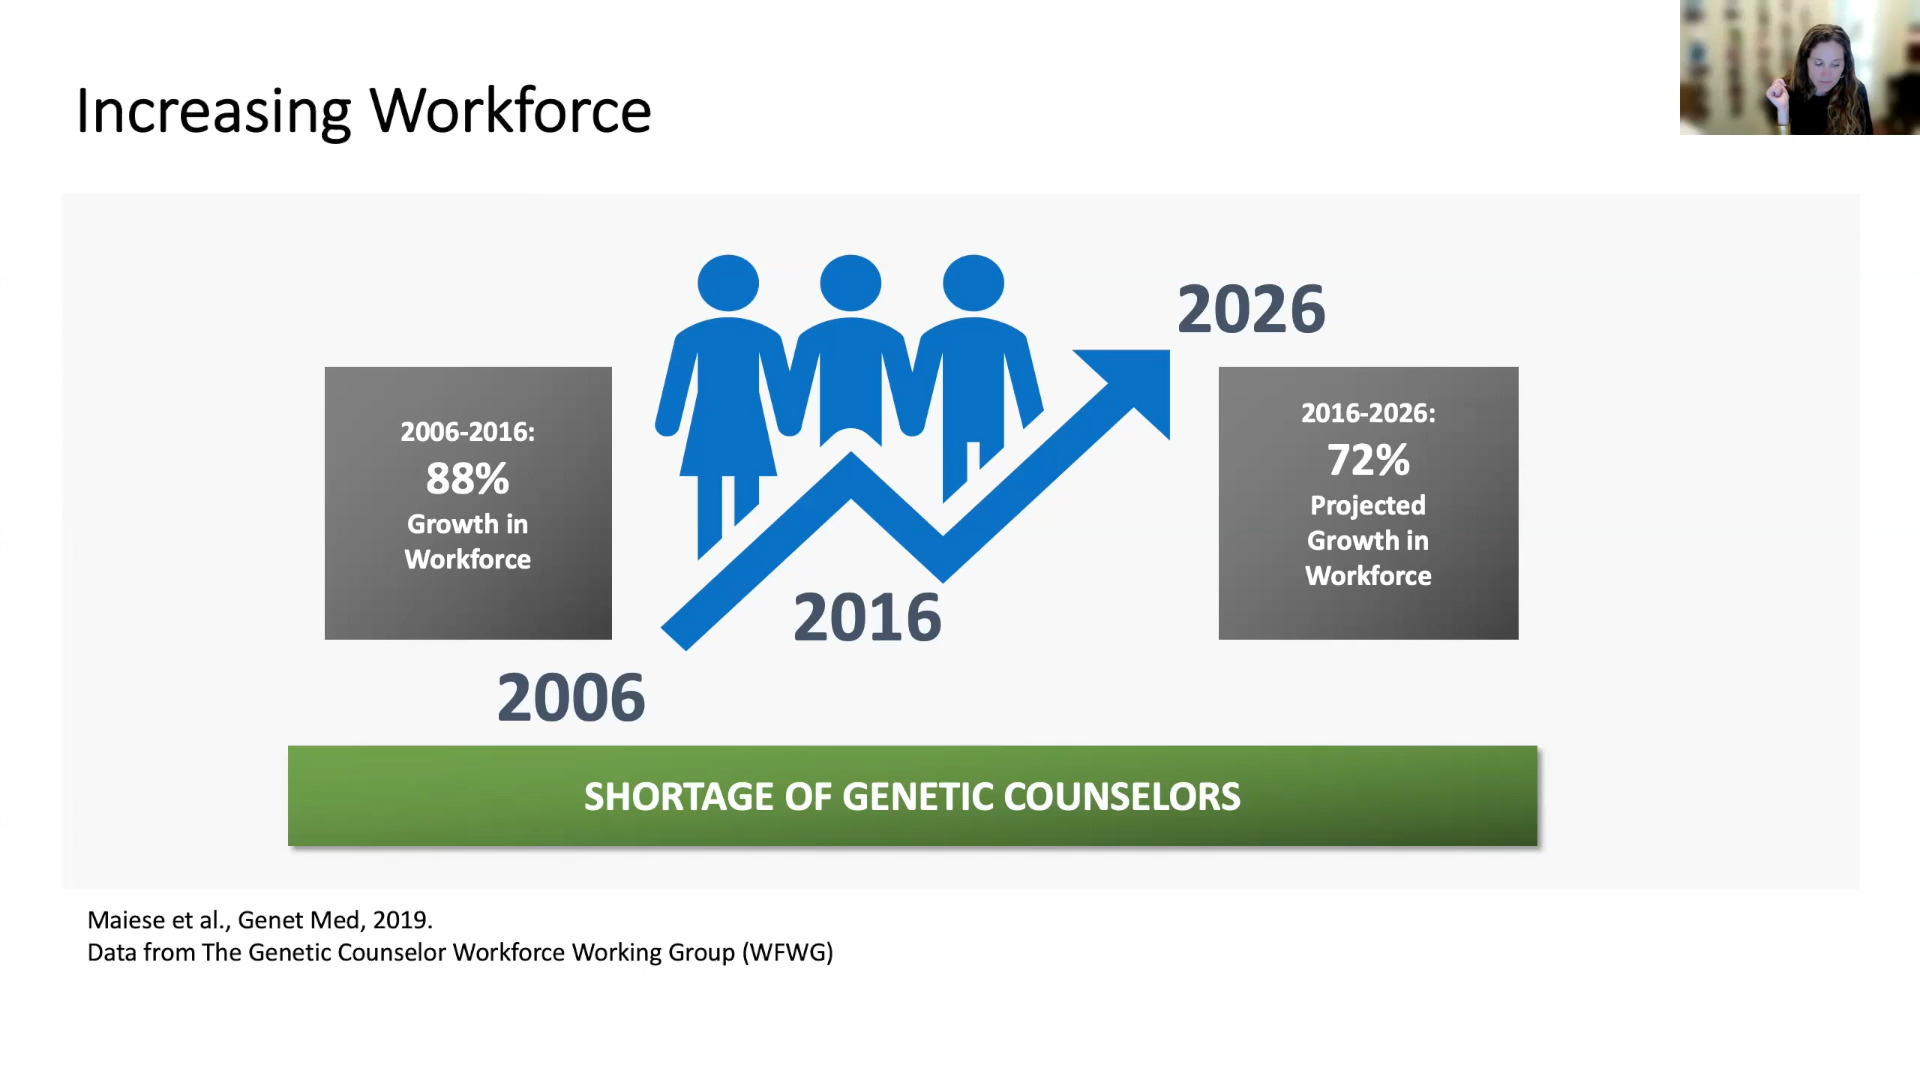 Increasing Workforce
2026
2006-2016:
88%
Growth in
Workforce
2016-2026:
72%
Projected
Growth in
Workforce
2016
2006
SHORTAGE OF GENETIC COUNSELORS
Maiese et al., Genet Med, 2019.
Data from The Genetic Counselor Workforce Working Group (WFWG)